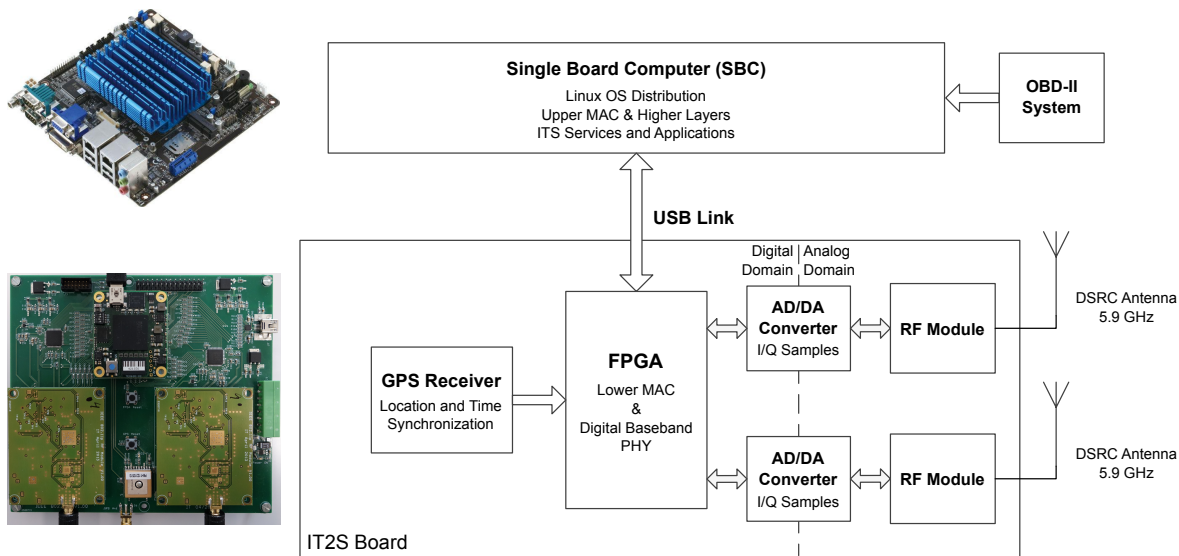 Single Board Computer (SBC)
Linux OS Distribution
Upper MAC & Higher Layers
ITS Services and Applications
OBD-II
System
USB Link
Digital
Domain
Analog
Domain
DSRC Antenna
5.9 GHz
AD/DA
Converter
I/Q Samples
RF Module
FPGA
Lower MAC
&
Digital Baseband
PHY
GPS Receiver
Location and Time
Synchronization
AD/DA
Converter
I/Q Samples
RF Module
DSRC Antenna
5.9 GHz
IT2S Board